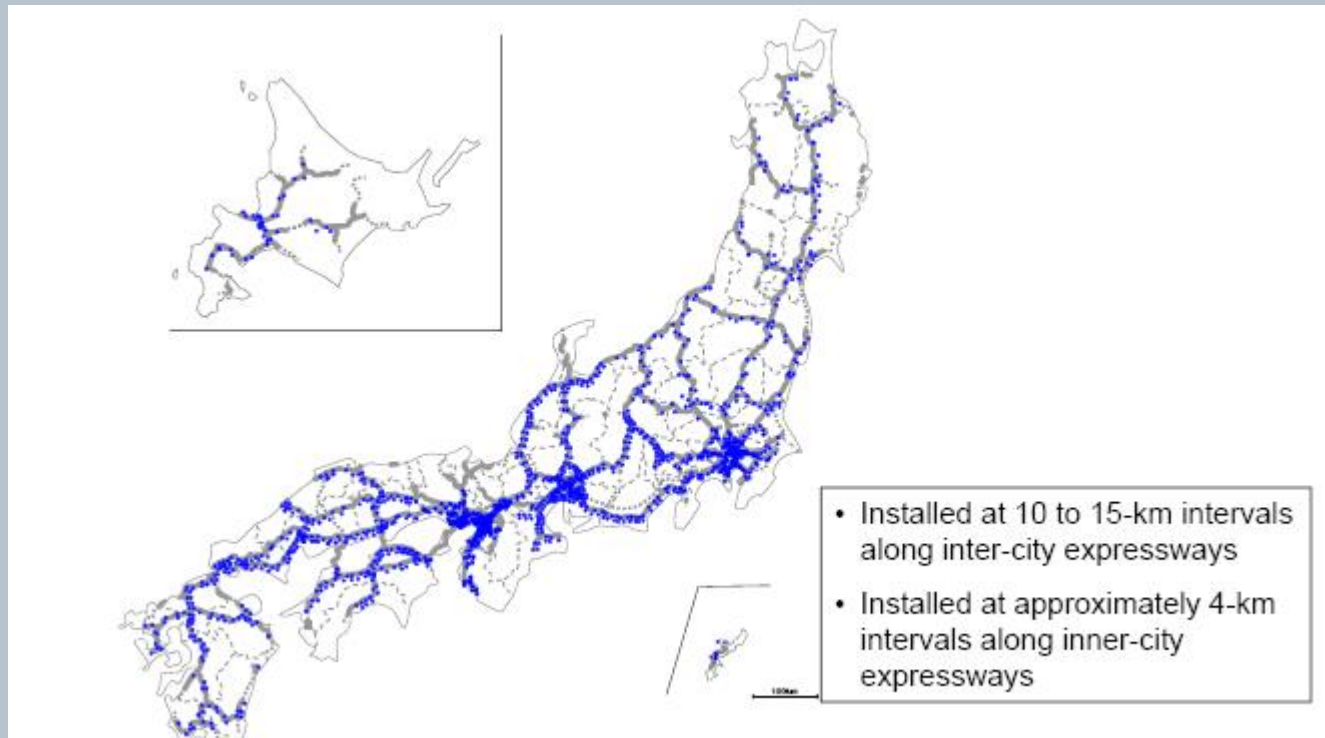 • Installed at 10 to 15-km intervals
along inter-city expressways
• Installed at approximately 4-km
intervals along inner-city
expressways
100km